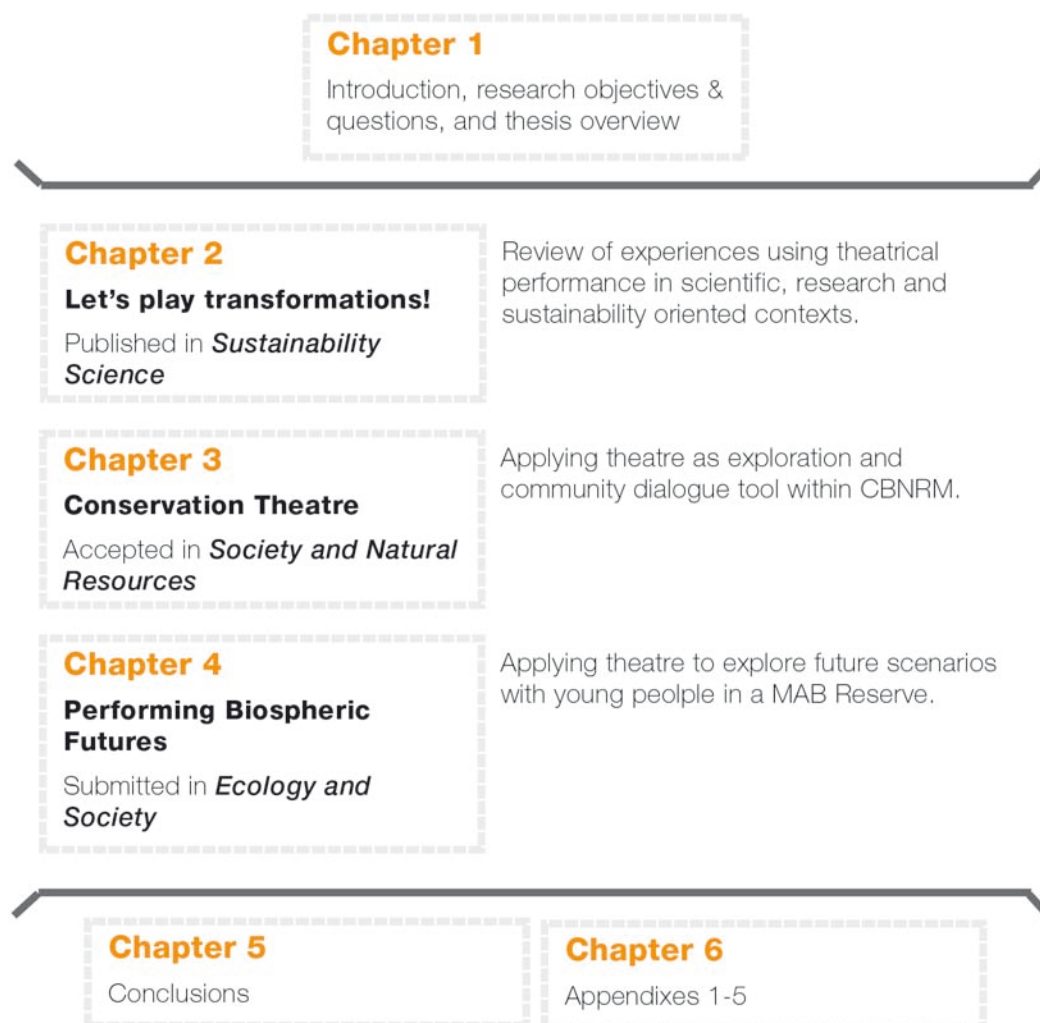 Chapter 1
Introduction, research objectives &
questions, and thesis overview
Chapter 2
Let's play transformations!
Published in Sustainability
Science
Review of experiences using theatrical
performance in scientific, research and
sustainability oriented contexts.
Chapter 3
Conservation Theatre
Accepted in Society and Natural
Resources
Applying theatre as exploration and
community dialogue tool within CBNRM.
Chapter 4
Performing Biospheric
Futures
Submitted in Ecology and
Society
Applying theatre to explore future scenarios
with young peolple in a MAB Reserve.
Chapter 5
Conclusions
Chapter 6
Appendixes 1-5